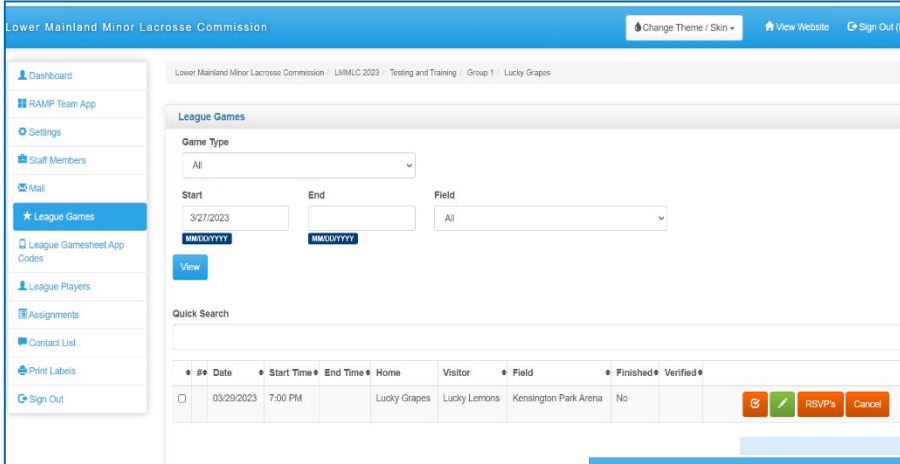 Lower Mainland Minor Lacrosse Commission
Change Theme / Skin
View Website
Sign Out (
Dashboard
RAMP Team App
Settings
Staff Members
Mail
League Games
League Gamesheet App
Codes
League Players
Assignments
Contact List
Print Labels
Sign Out
Lower Mainland Minor Lacrosse Commission / LMMLC 2023 / Testing and Training / Group 1 / Lucky Grapes
League Games
Game Type
All
Start End Field
3/27/2023 All
MM/DD/YYYY MM/DD/YYYY
View
Quick Search
# Date Start Time End Time Home Visitor Field Finished Verified
03/29/2023 7:00 PM Lucky Grapes Lucky Lemons Kensington Park Arena No RSVP's Cancel